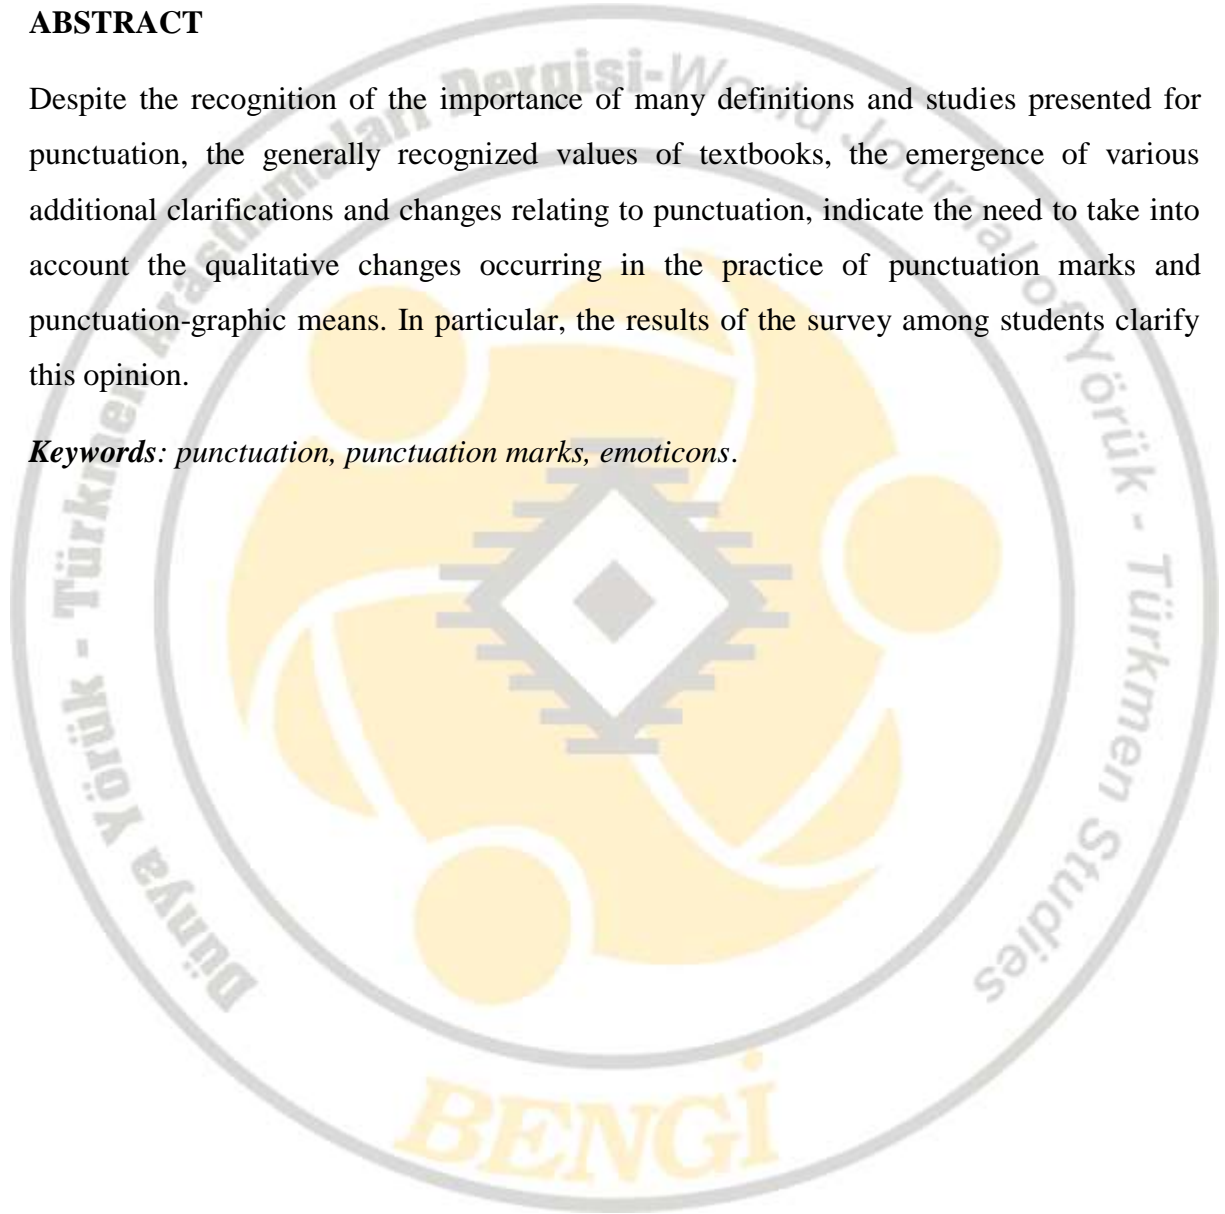 ABSTRACT
Despite the recognition of the importance of many definitions and studies presented for
punctuation, the generally recognized values of textbooks, the emergence of various
additional clarifications and changes relating to punctuation, indicate the need to take into
account the qualitative changes occurring in the practice of punctuation marks and
punctuation-graphic means. In particular, the results of the survey among students clarify
this opinion.
Keywords: punctuation, punctuation marks, emoticons.
Dünya Yörük - Türkmen Araştırmaları Dergisi-World Journal of Yörük - Türkmen Studies
BENGİ